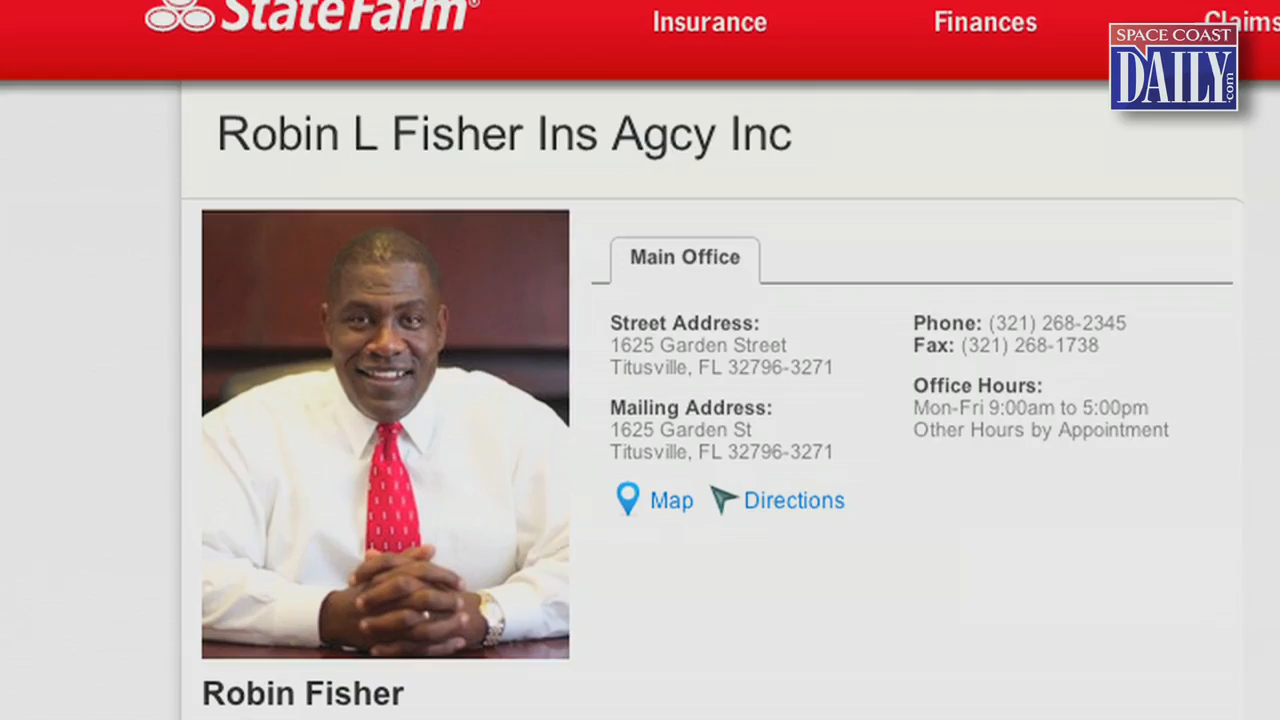 StateFarm®
Insurance
Finances
Claims
SPACE COAST
DAILY.com
Robin L Fisher Ins Agcy Inc
Main Office
Street Address:
1625 Garden Street
Titusville, FL 32796-3271
Mailing Address:
1625 Garden St
Titusville, FL 32796-3271
Map
Directions
Phone: (321) 268-2345
Fax: (321) 268-1738
Office Hours:
Mon-Fri 9:00am to 5:00pm
Other Hours by Appointment
Robin Fisher